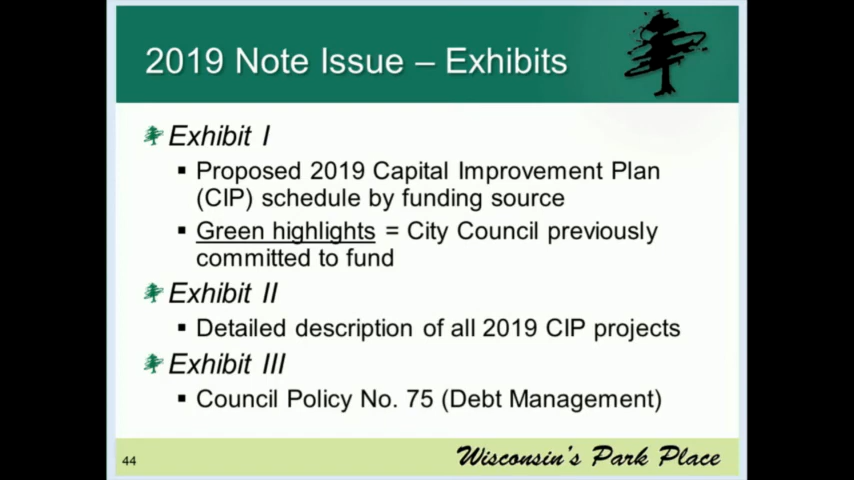 2019 Note Issue – Exhibits
Exhibit I
▪ Proposed 2019 Capital Improvement Plan
(CIP) schedule by funding source
▪ Green highlights = City Council previously
committed to fund
Exhibit II
▪ Detailed description of all 2019 CIP projects
Exhibit III
▪ Council Policy No. 75 (Debt Management)
44
Wisconsin's Park Place